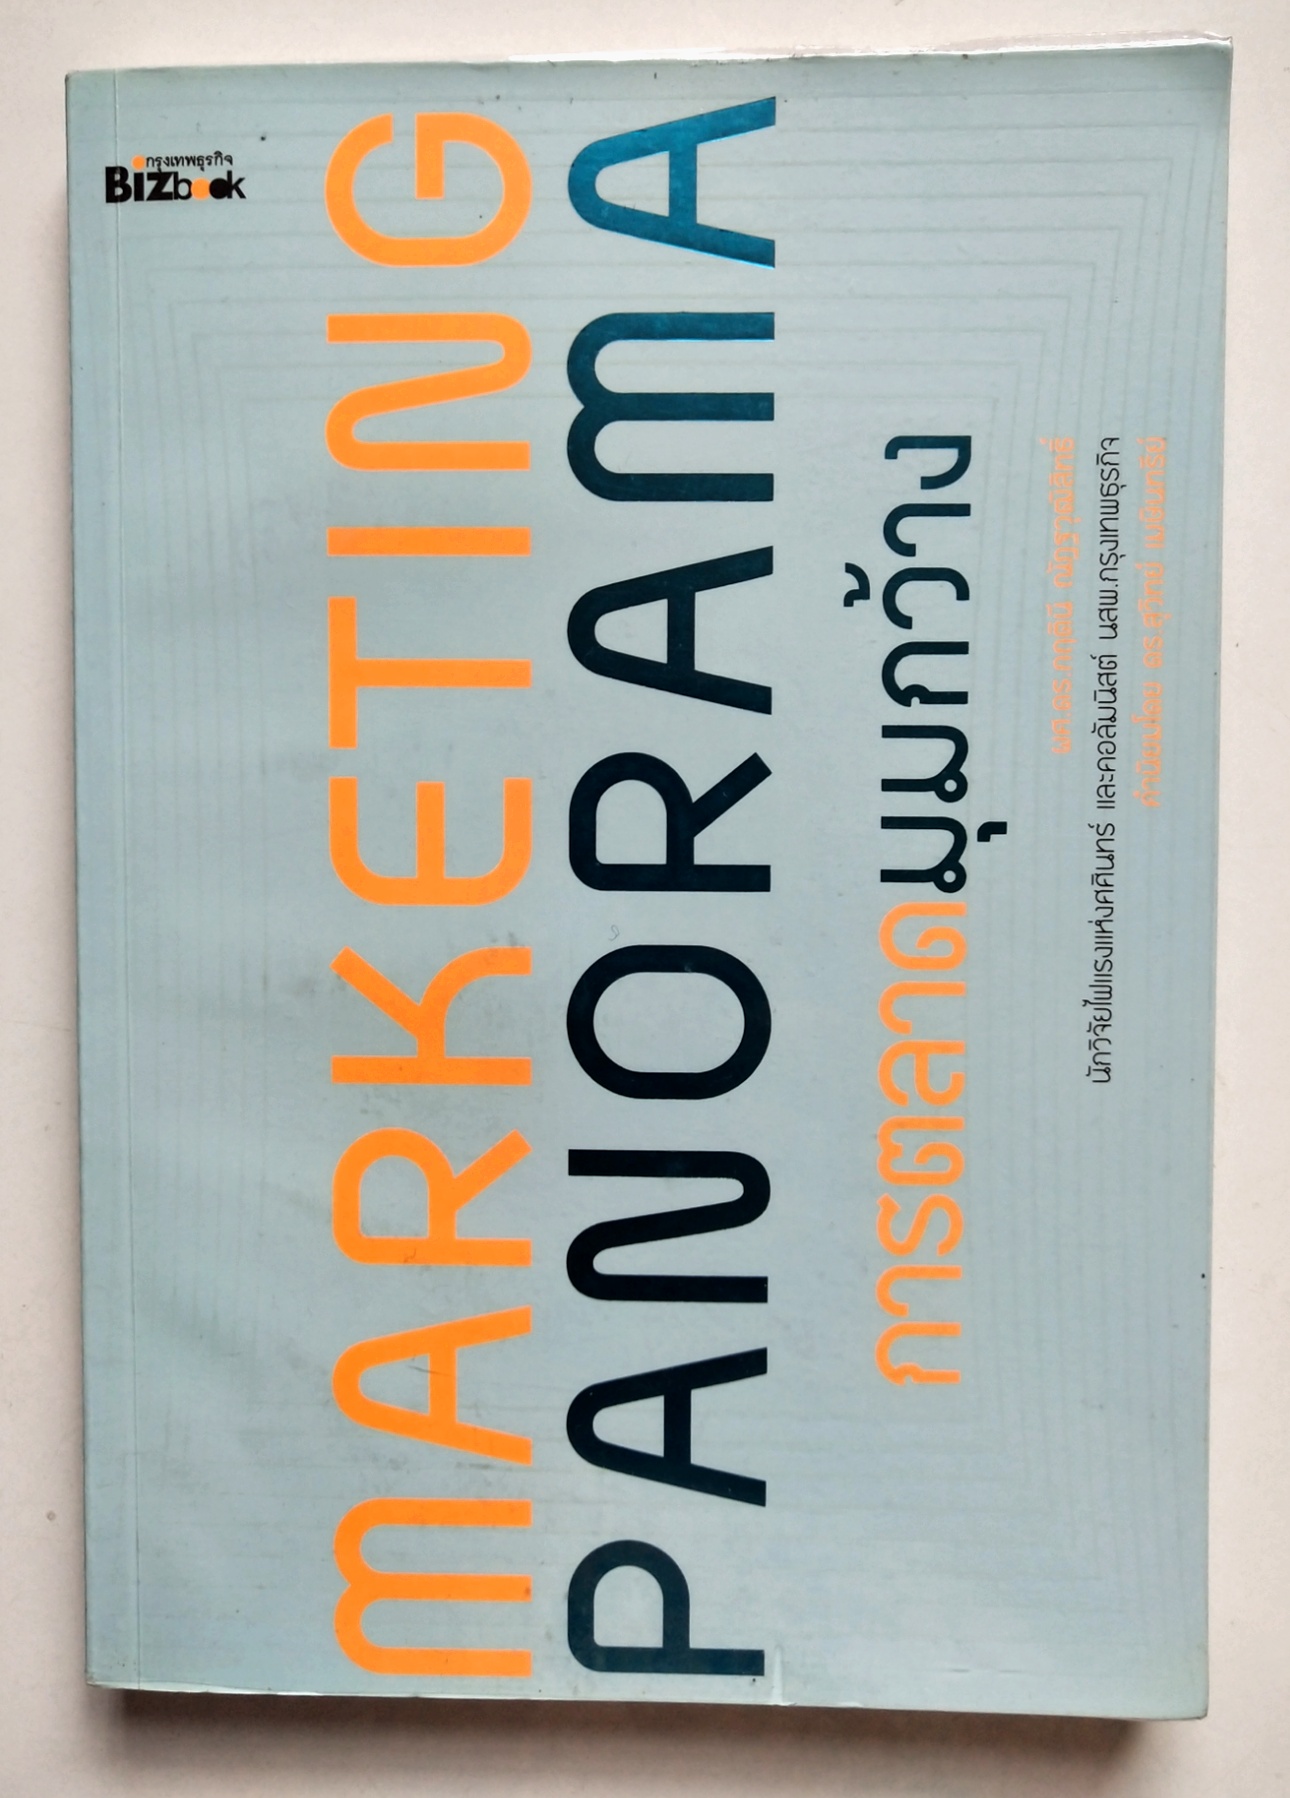 กรุงเทพธุรกิจ
BIZbook
MARKETING
PANORAMA
การตลาดมุมกว้าง
ผศ.ดร.กฤตินี ณัฏฐวุฒิสิทธิ์
นักวิจัยไฟแรงแห่งศศินทร์ และคอลัมนิสต์ นสพ.กรุงเทพธุรกิจ
คำนิยมโดย ดร.สุวิทย์ เมษินทรีย์